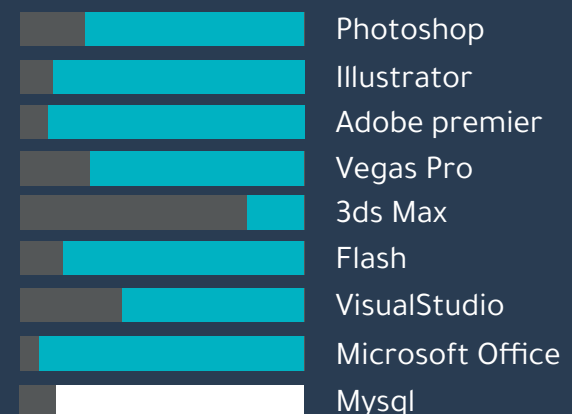 Photoshop
Illustrator
Adobe premier
Vegas Pro
3ds Max
Flash
VisualStudio
Microsoft Office
Mysql